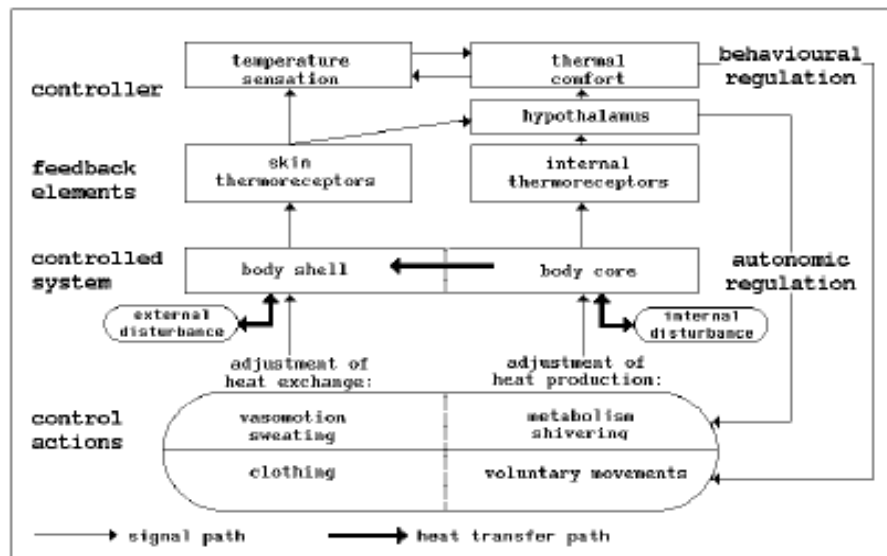 temperature
sensation
thermal
comfort
behavioural
regulation
controller
hypothalamus
feedback
elements
skin
thermoreceptors
internal
thermoreceptors
controlled
system
body shell
body core
autonomic
regulation
external
disturbance
internal
disturbance
adjustment of
heat exchange:
adjustment of
heat production:
control
actions
vasomotion
sweating
metabolism
shivering
clothing
voluntary movements
signal path
heat transfer path